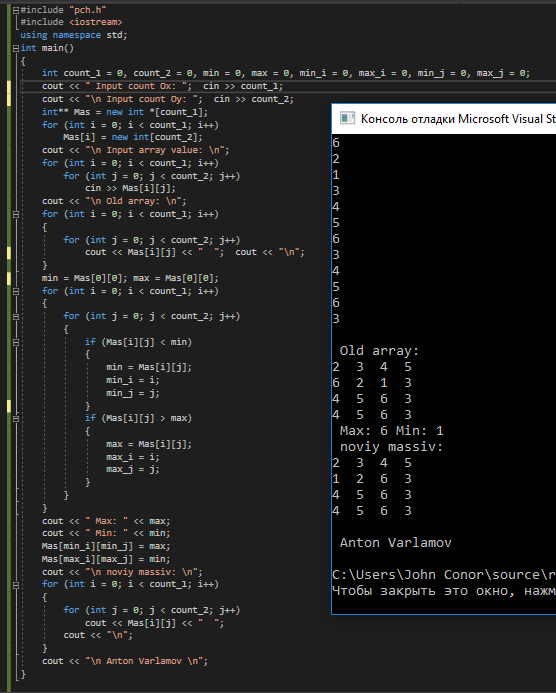 #include "pch.h"
#include <iostream>
using namespace std;
int main()
{
int count_1 = 0, count_2 = 0, min = 0, max = 0, min_i = 0, max_i = 0, min_j = 0, max_j = 0;
cout << " Input count Ox: ";  cin >> count_1;
cout << "\n Input count Oy: ";  cin >> count_2;
int** Mas = new int *[count_1];
for (int i = 0; i < count_1; i++)
Mas[i] = new int[count_2];
cout << "\n Input array value: \n";
for (int i = 0; i < count_1; i++)
for (int j = 0; j < count_2; j++)
cin >> Mas[i][j];
cout << "\n Old array: \n";
for (int i = 0; i < count_1; i++)
{
for (int j = 0; j < count_2; j++)
cout << Mas[i][j] << "  ";  cout << "\n";
}
min = Mas[0][0]; max = Mas[0][0];
for (int i = 0; i < count_1; i++)
{
for (int j = 0; j < count_2; j++)
{
if (Mas[i][j] < min)
{
min = Mas[i][j];
min_i = i;
min_j = j;
}
if (Mas[i][j] > max)
{
max = Mas[i][j];
max_i = i;
max_j = j;
}
}
}
cout << " Max: " << max;
cout << " Min: " << min;
Mas[min_i][min_j] = max;
Mas[max_i][max_j] = min;
cout << "\n noviy massiv: \n";
for (int i = 0; i < count_1; i++)
{
for (int j = 0; j < count_2; j++)
cout << Mas[i][j] << "  ";
cout << "\n";
}
cout << "\n Anton Varlamov \n";
}
Консоль отладки Microsoft Visual St
6
2
1
3
4
5
6
3
4
5
6
3
Old array:
2  3  4  5
6  2  1  3
4  5  6  3
4  5  6  3
Max: 6 Min: 1
noviy massiv:
2  3  4  5
1  2  6  3
4  5  6  3
4  5  6  3
Anton Varlamov
C:\Users\John Conor\source\r
Чтобы закрыть это окно, нажм